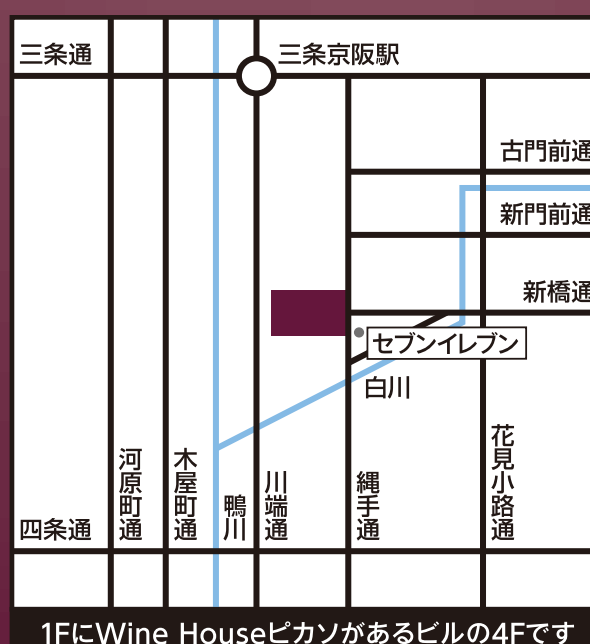 三条通
三条京阪駅
古門前通
新門前通
新橋通
セブンイレブン
白川
河原町通
木屋町通
鴨川
川端通
縄手通
花見小路通
四条通
1FにWine Houseピカソがあるビルの4Fです